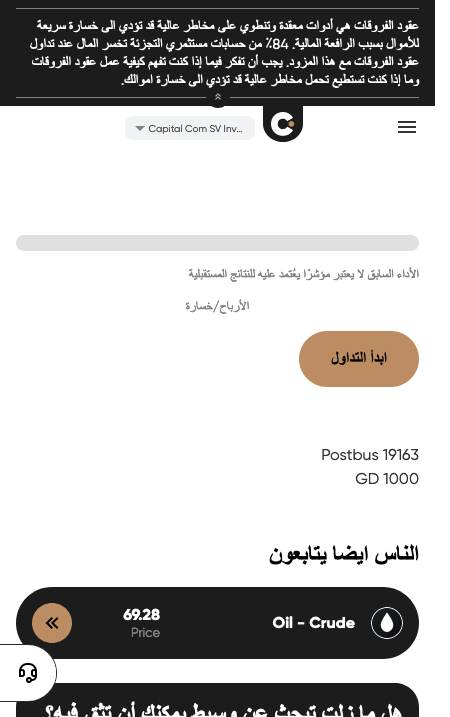 عقود الفروقات هي أدوات معقدة وتنطوي على مخاطر عالية قد تؤدي الى خسارة سريعة
للأموال بسبب الرافعة المالية. 84٪ من حسابات مستثمري التجزئة تخسر المال عند تداول
عقود الفروقات مع هذا المزود. يجب أن تفكر فيما إذا كنت تفهم كيفية عمل عقود الفروقات
وما إذا كنت تستطيع تحمل مخاطر عالية قد تؤدي الى خسارة اموالك.
Capital Com SV Inv...
الأداء السابق لا يعتبر مؤشرًا يعُتمد عليه للنتائج المستقبلية
الأرباح/خسارة
ابدأ التداول
Postbus 19163
GD 1000
الناس ايضا يتابعون
Oil - Crude
69.28
Price
هل ما زلت تبحث عن وسيط يمكنك أن تثق فيه؟